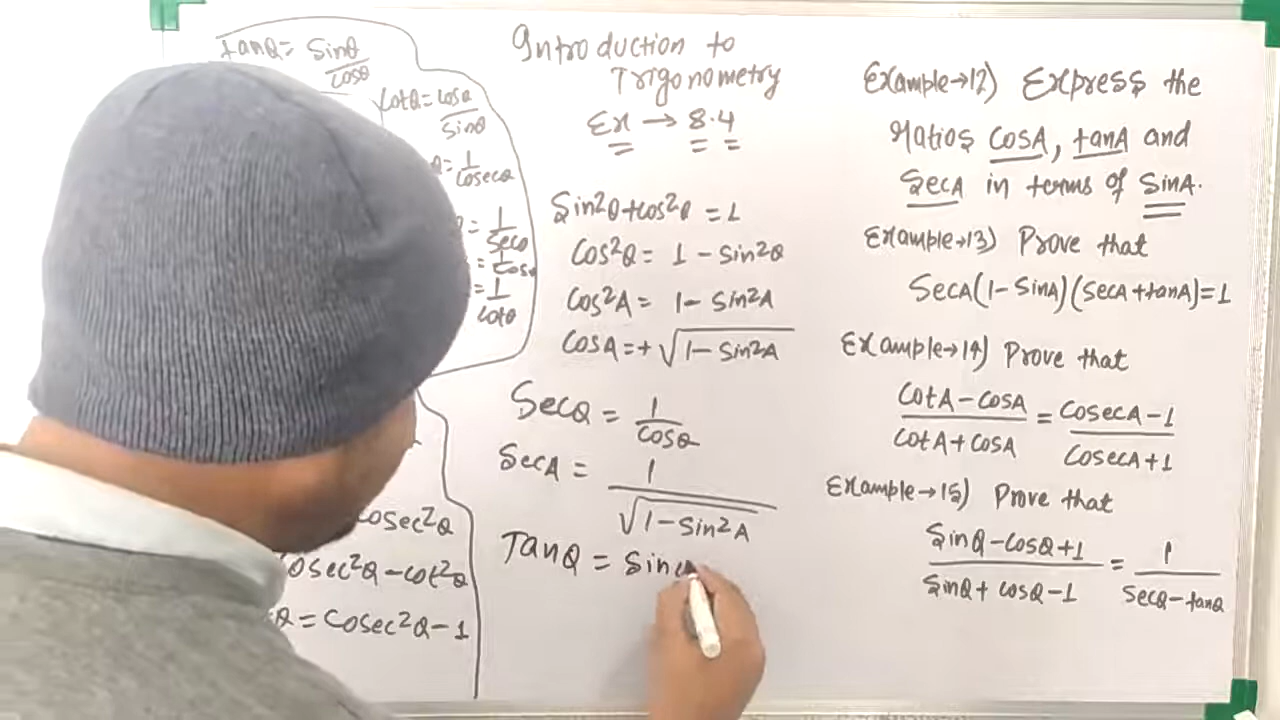 tanθ = sinθ
cosθ
cotθ = cosθ
sinθ
= 1
cosecθ
= 1
secθ
= 1
cosθ
= 1
cotθ
cosec²θ
cosec²θ - cot²θ
θ = cosec²θ - 1
Introduction to
Trigonometry
Ex → 8.4
Sin²θ + cos²θ = 1
Cos²θ = 1 - sin²θ
Cos²A = 1 - sin²A
CosA = + √1 - sin²A
Secθ = 1
cosθ
SecA = 1
√1 - sin²A
Tanθ = sin
Example → 12) Express the
ratios cosA, tanA and
SecA in terms of sinA.
Example → 13) Prove that
SecA (1 - SinA) (secA + tanA) = 1
Example → 14) Prove that
CotA - cosA = CosecA - 1
CotA + cosA CosecA + 1
Example → 15) Prove that
Sinθ - cosθ + 1 = 1
Sinθ + cosθ - 1 secθ - tanθ